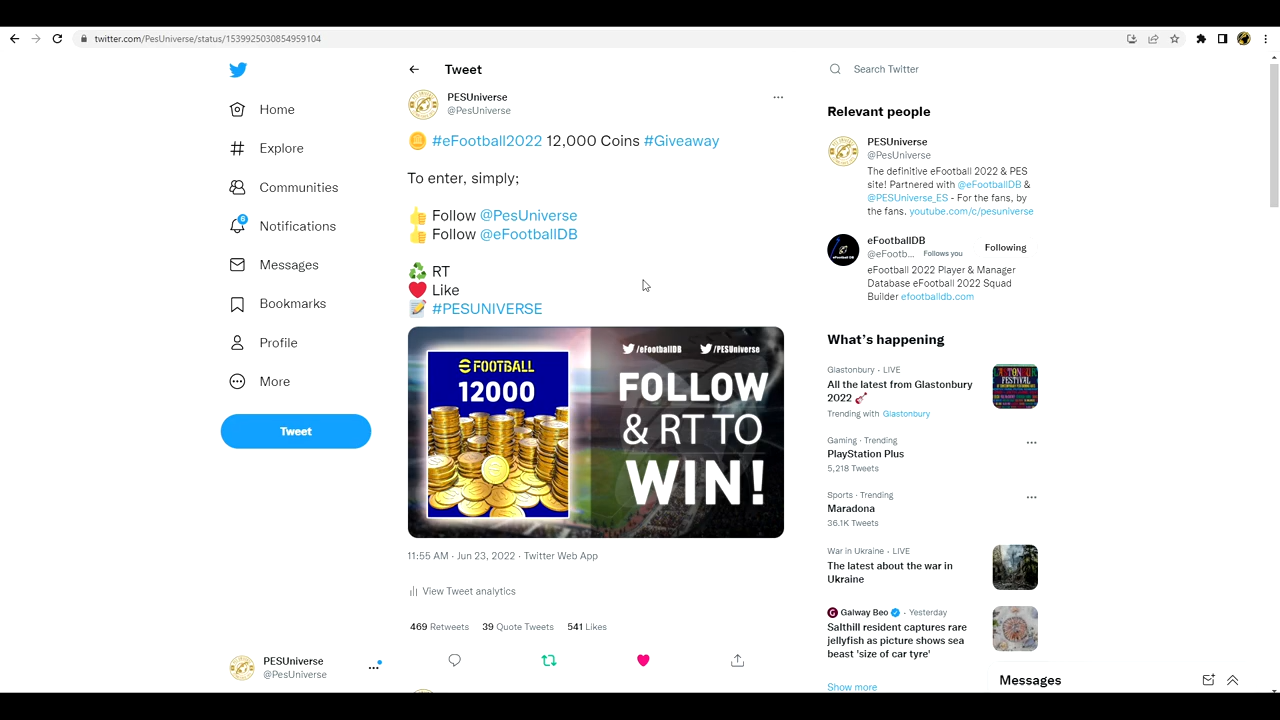 twitter.com/PesUniverse/status/1539925030854959104
Home
Explore
Communities
6
Notifications
Messages
Bookmarks
Profile
More
Tweet
PESUniverse
@PesUniverse
Tweet
PESUniverse
@PesUniverse
#eFootball2022 12,000 Coins #Giveaway
To enter, simply;
Follow @PesUniverse
Follow @eFootballDB
RT
Like
#PESUNIVERSE
/eFootballDB /PESUniverse
EFOOTBALL
12000
FOLLOW
& RT TO
WIN!
11:55 AM · Jun 23, 2022 · Twitter Web App
View Tweet analytics
469 Retweets 39 Quote Tweets 541 Likes
Search Twitter
Relevant people
PESUniverse
@PesUniverse
The definitive eFootball 2022 & PES
site! Partnered with @eFootballDB &
@PESUniverse_ES - For the fans, by
the fans. youtube.com/c/pesuniverse
eFootballDB
@eFootb... Follows you
Following
eFootball 2022 Player & Manager
Database eFootball 2022 Squad
Builder efootballdb.com
What's happening
Glastonbury · LIVE
All the latest from Glastonbury
2022
Trending with Glastonbury
Gaming · Trending
PlayStation Plus
5,218 Tweets
Sports · Trending
Maradona
36.1K Tweets
War in Ukraine · LIVE
The latest about the war in
Ukraine
Galway Beo · Yesterday
Salthill resident captures rare
jellyfish as picture shows sea
beast 'size of car tyre'
Show more
Messages